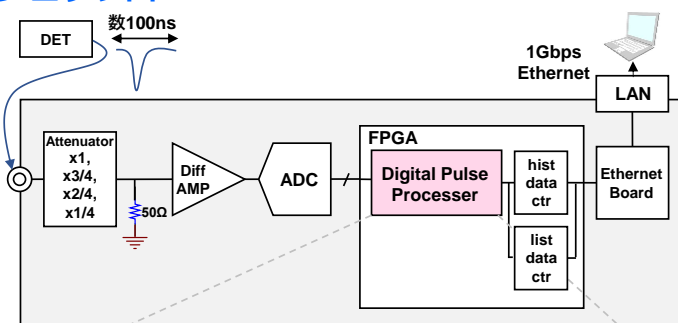 DET
数100ns
1Gbps
Ethernet
LAN
Attenuator
x1,
x3/4,
x2/4,
x1/4
50Ω
Diff
AMP
ADC
FPGA
Digital Pulse
Processer
hist
data
ctr
list
data
ctr
Ethernet
Board